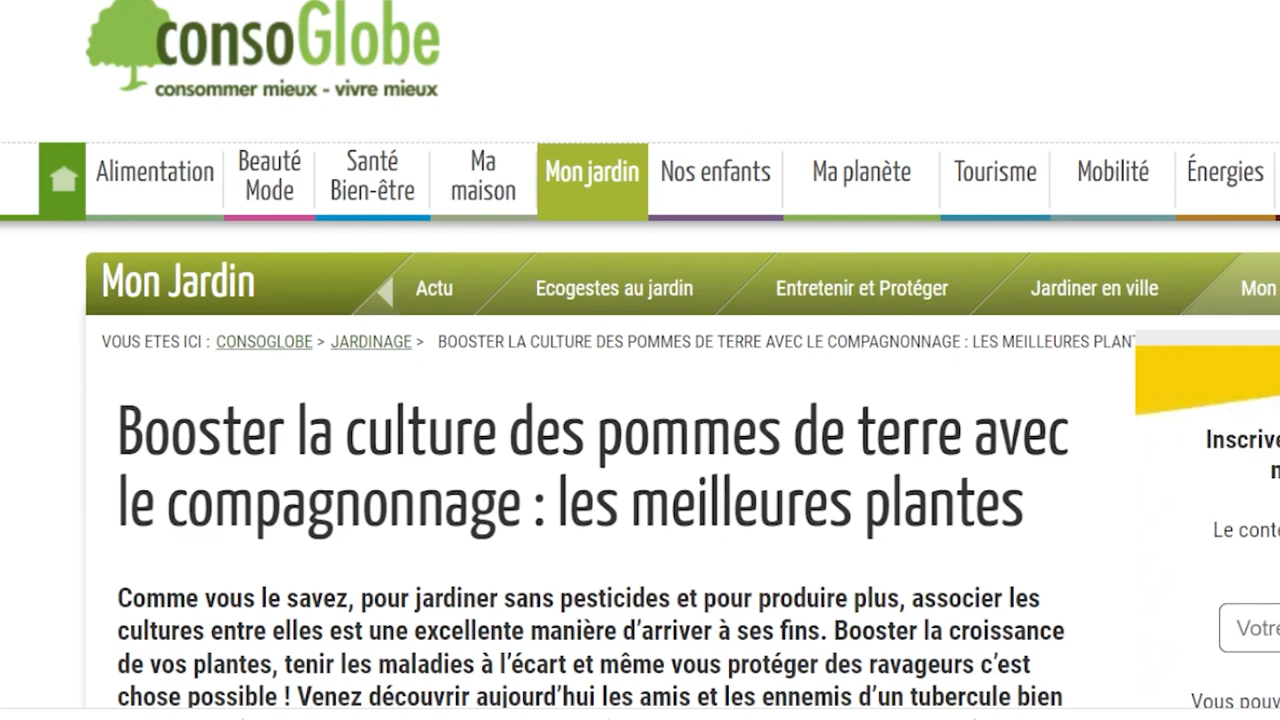 consoGlobe
consommer mieux - vivre mieux
Alimentation
Beauté
Mode
Santé
Bien-être
Ma
maison
Mon jardin
Nos enfants
Ma planète
Tourisme
Mobilité
Énergies
Mon Jardin
Actu
Ecogestes au jardin
Entretenir et Protéger
Jardiner en ville
Mon
VOUS ETES ICI : CONSOGLOBE > JARDINAGE > BOOSTER LA CULTURE DES POMMES DE TERRE AVEC LE COMPAGNONNAGE : LES MEILLEURES PLANT
Booster la culture des pommes de terre avec
le compagnonnage : les meilleures plantes
Comme vous le savez, pour jardiner sans pesticides et pour produire plus, associer les
cultures entre elles est une excellente manière d'arriver à ses fins. Booster la croissance
de vos plantes, tenir les maladies à l'écart et même vous protéger des ravageurs c'est
chose possible ! Venez découvrir aujourd'hui les amis et les ennemis d'un tubercule bien
Inscrive
Le conte
Votre
Vous pouv